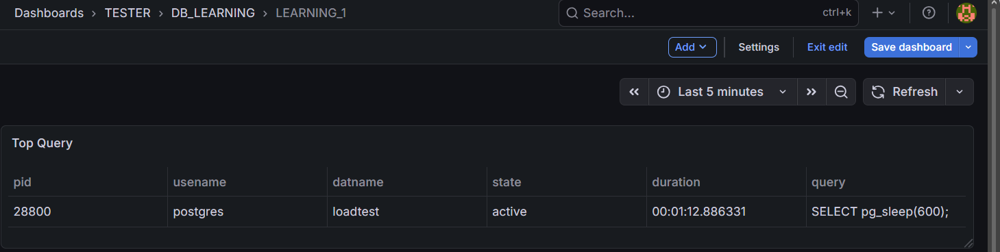 Dashboards > TESTER > DB_LEARNING > LEARNING_1 Search... ctrl+k
Add Settings Exit edit Save dashboard
Last 5 minutes Refresh
Top Query
pid usename datname state duration query
28800 postgres loadtest active 00:01:12.886331 SELECT pg_sleep(600);